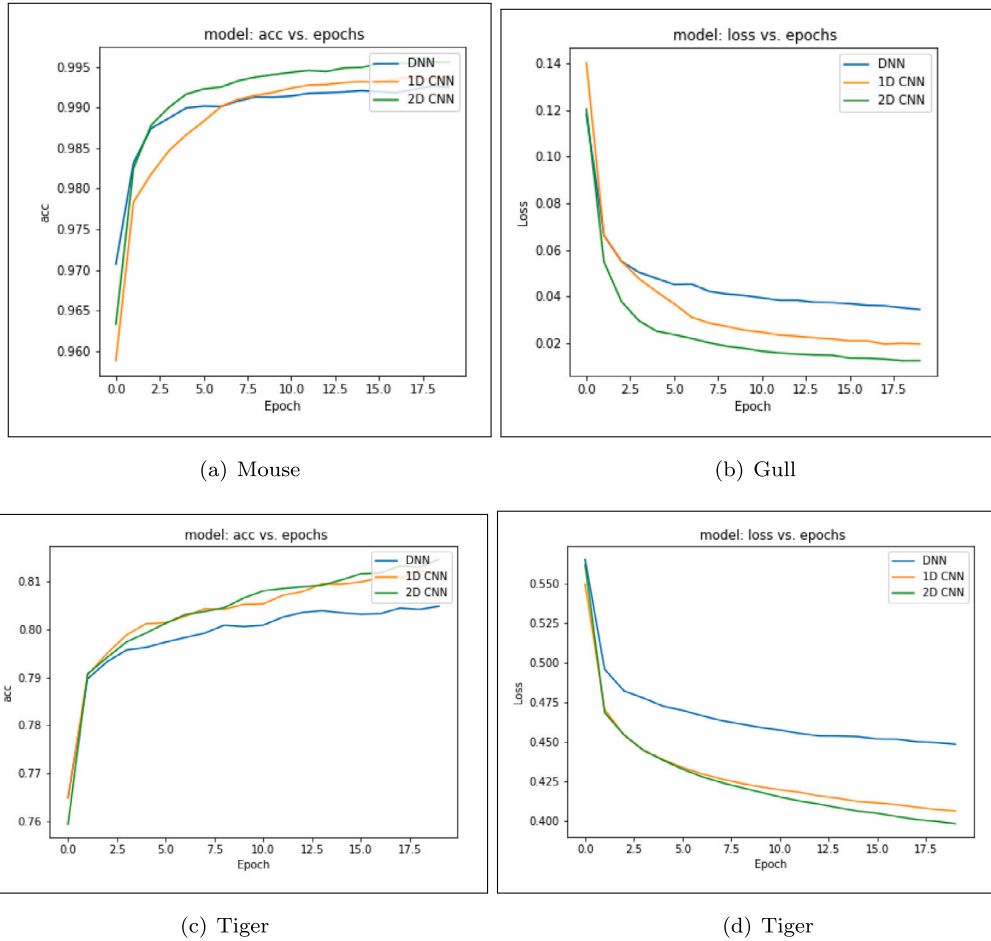 model: acc vs. epochs
DNN
1D CNN
2D CNN
0.995
0.990
0.985
0.980
0.975
0.970
0.965
0.960
acc
0.0 2.5 5.0 7.5 10.0 12.5 15.0 17.5
Epoch
(a) Mouse
model: loss vs. epochs
DNN
1D CNN
2D CNN
0.14
0.12
0.10
0.08
0.06
0.04
0.02
Loss
0.0 2.5 5.0 7.5 10.0 12.5 15.0 17.5
Epoch
(b) Gull
model: acc vs. epochs
DNN
1D CNN
2D CNN
0.81
0.80
0.79
0.78
0.77
0.76
acc
0.0 2.5 5.0 7.5 10.0 12.5 15.0 17.5
Epoch
(c) Tiger
model: loss vs. epochs
DNN
1D CNN
2D CNN
0.550
0.525
0.500
0.475
0.450
0.425
0.400
Loss
0.0 2.5 5.0 7.5 10.0 12.5 15.0 17.5
Epoch
(d) Tiger